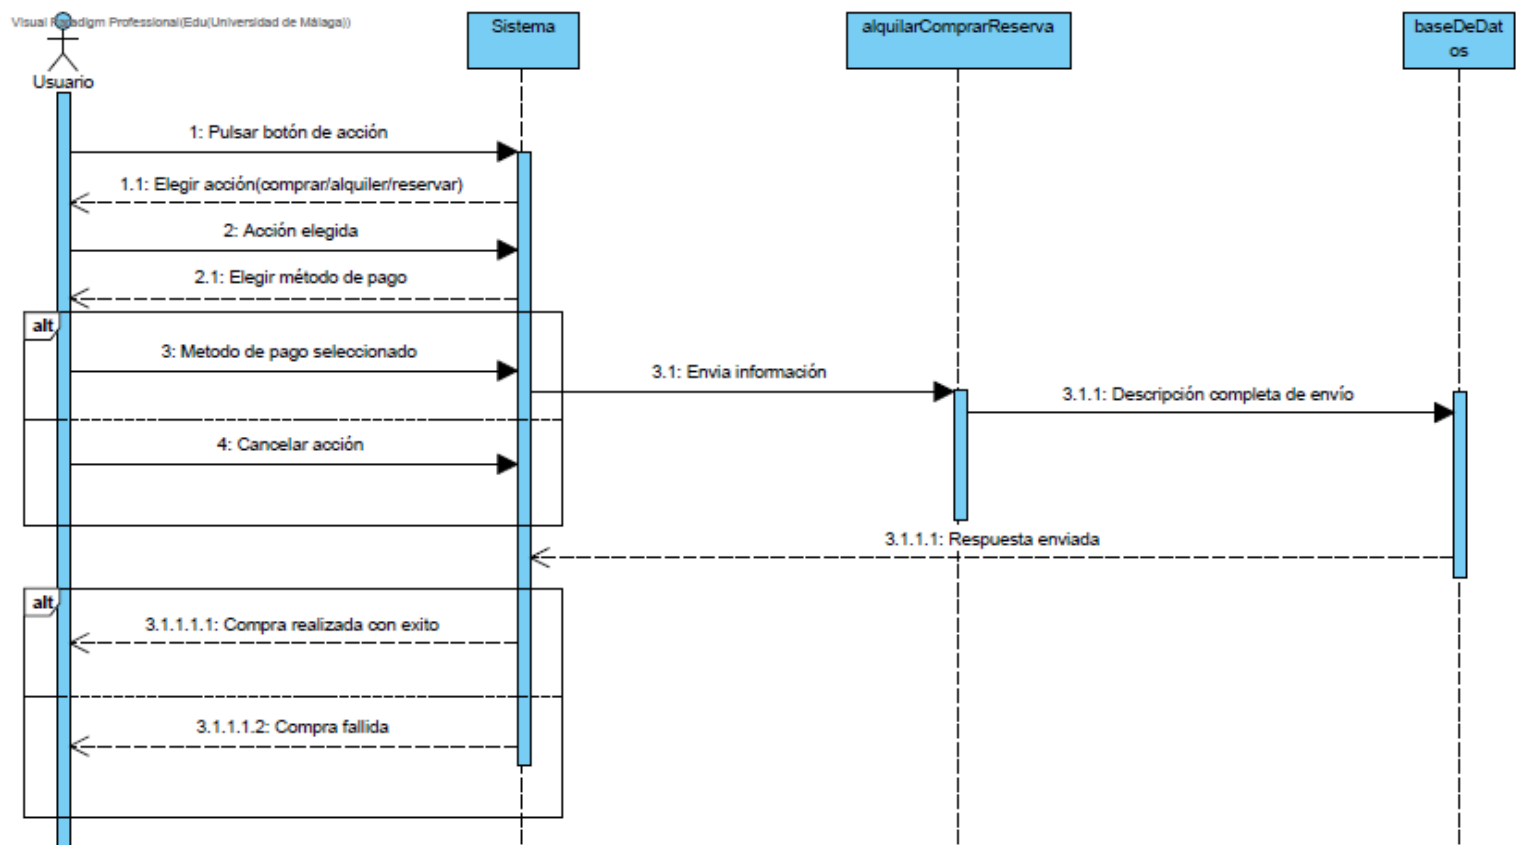 Visual Paradigm Professional(Edu(Universidad de Málaga))
Usuario
Sistema
alquilarComprarReserva
baseDeDat
os
1: Pulsar botón de acción
1.1: Elegir acción(comprar/alquiler/reservar)
2: Acción elegida
2.1: Elegir método de pago
alt
3: Metodo de pago seleccionado
3.1: Envia información
3.1.1: Descripción completa de envío
4: Cancelar acción
3.1.1.1: Respuesta enviada
alt
3.1.1.1.1: Compra realizada con exito
3.1.1.1.2: Compra fallida